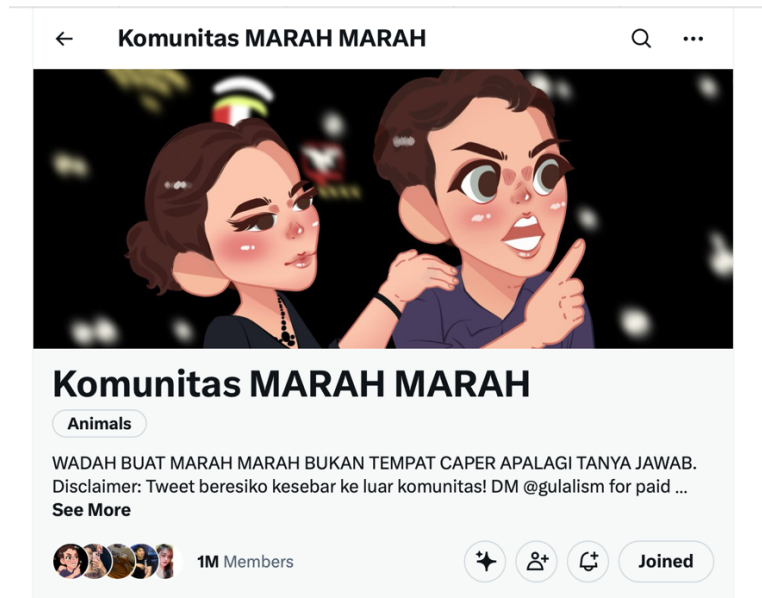 Komunitas MARAH MARAH
Komunitas MARAH MARAH
Animals
WADAH BUAT MARAH MARAH BUKAN TEMPAT CAPER APALAGI TANYA JAWAB.
Disclaimer: Tweet beresiko kesebar ke luar komunitas! DM @gulalism for paid ...
See More
1M Members
Joined